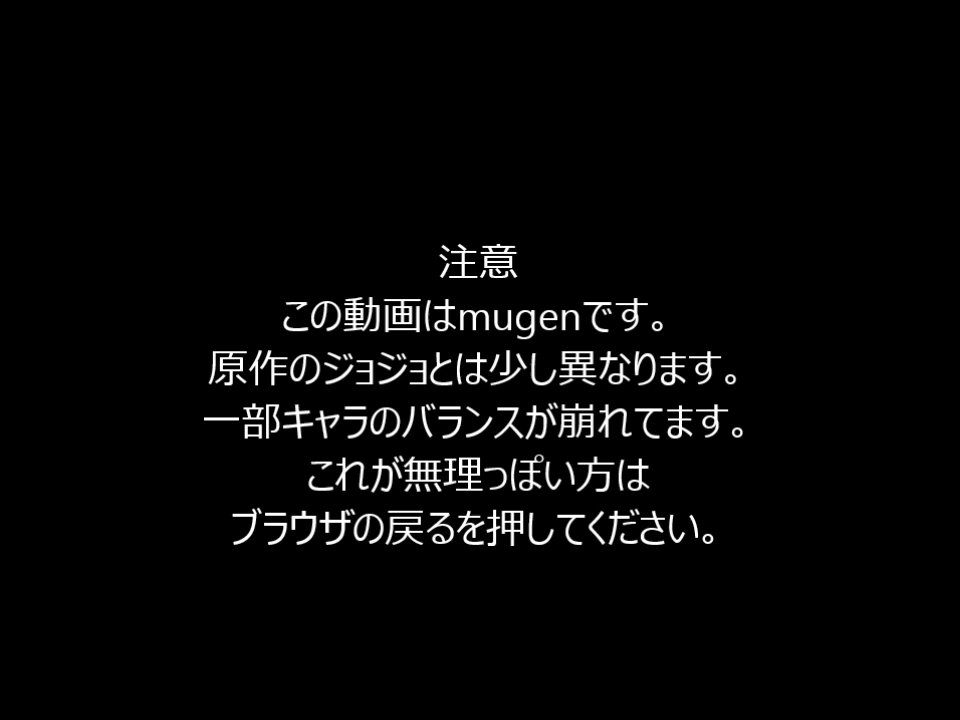 注意
この動画はmugenです。
原作のジョジョとは少し異なります。
一部キャラのバランスが崩れてます。
これが無理っぽい方は
ブラウザの戻るを押してください。